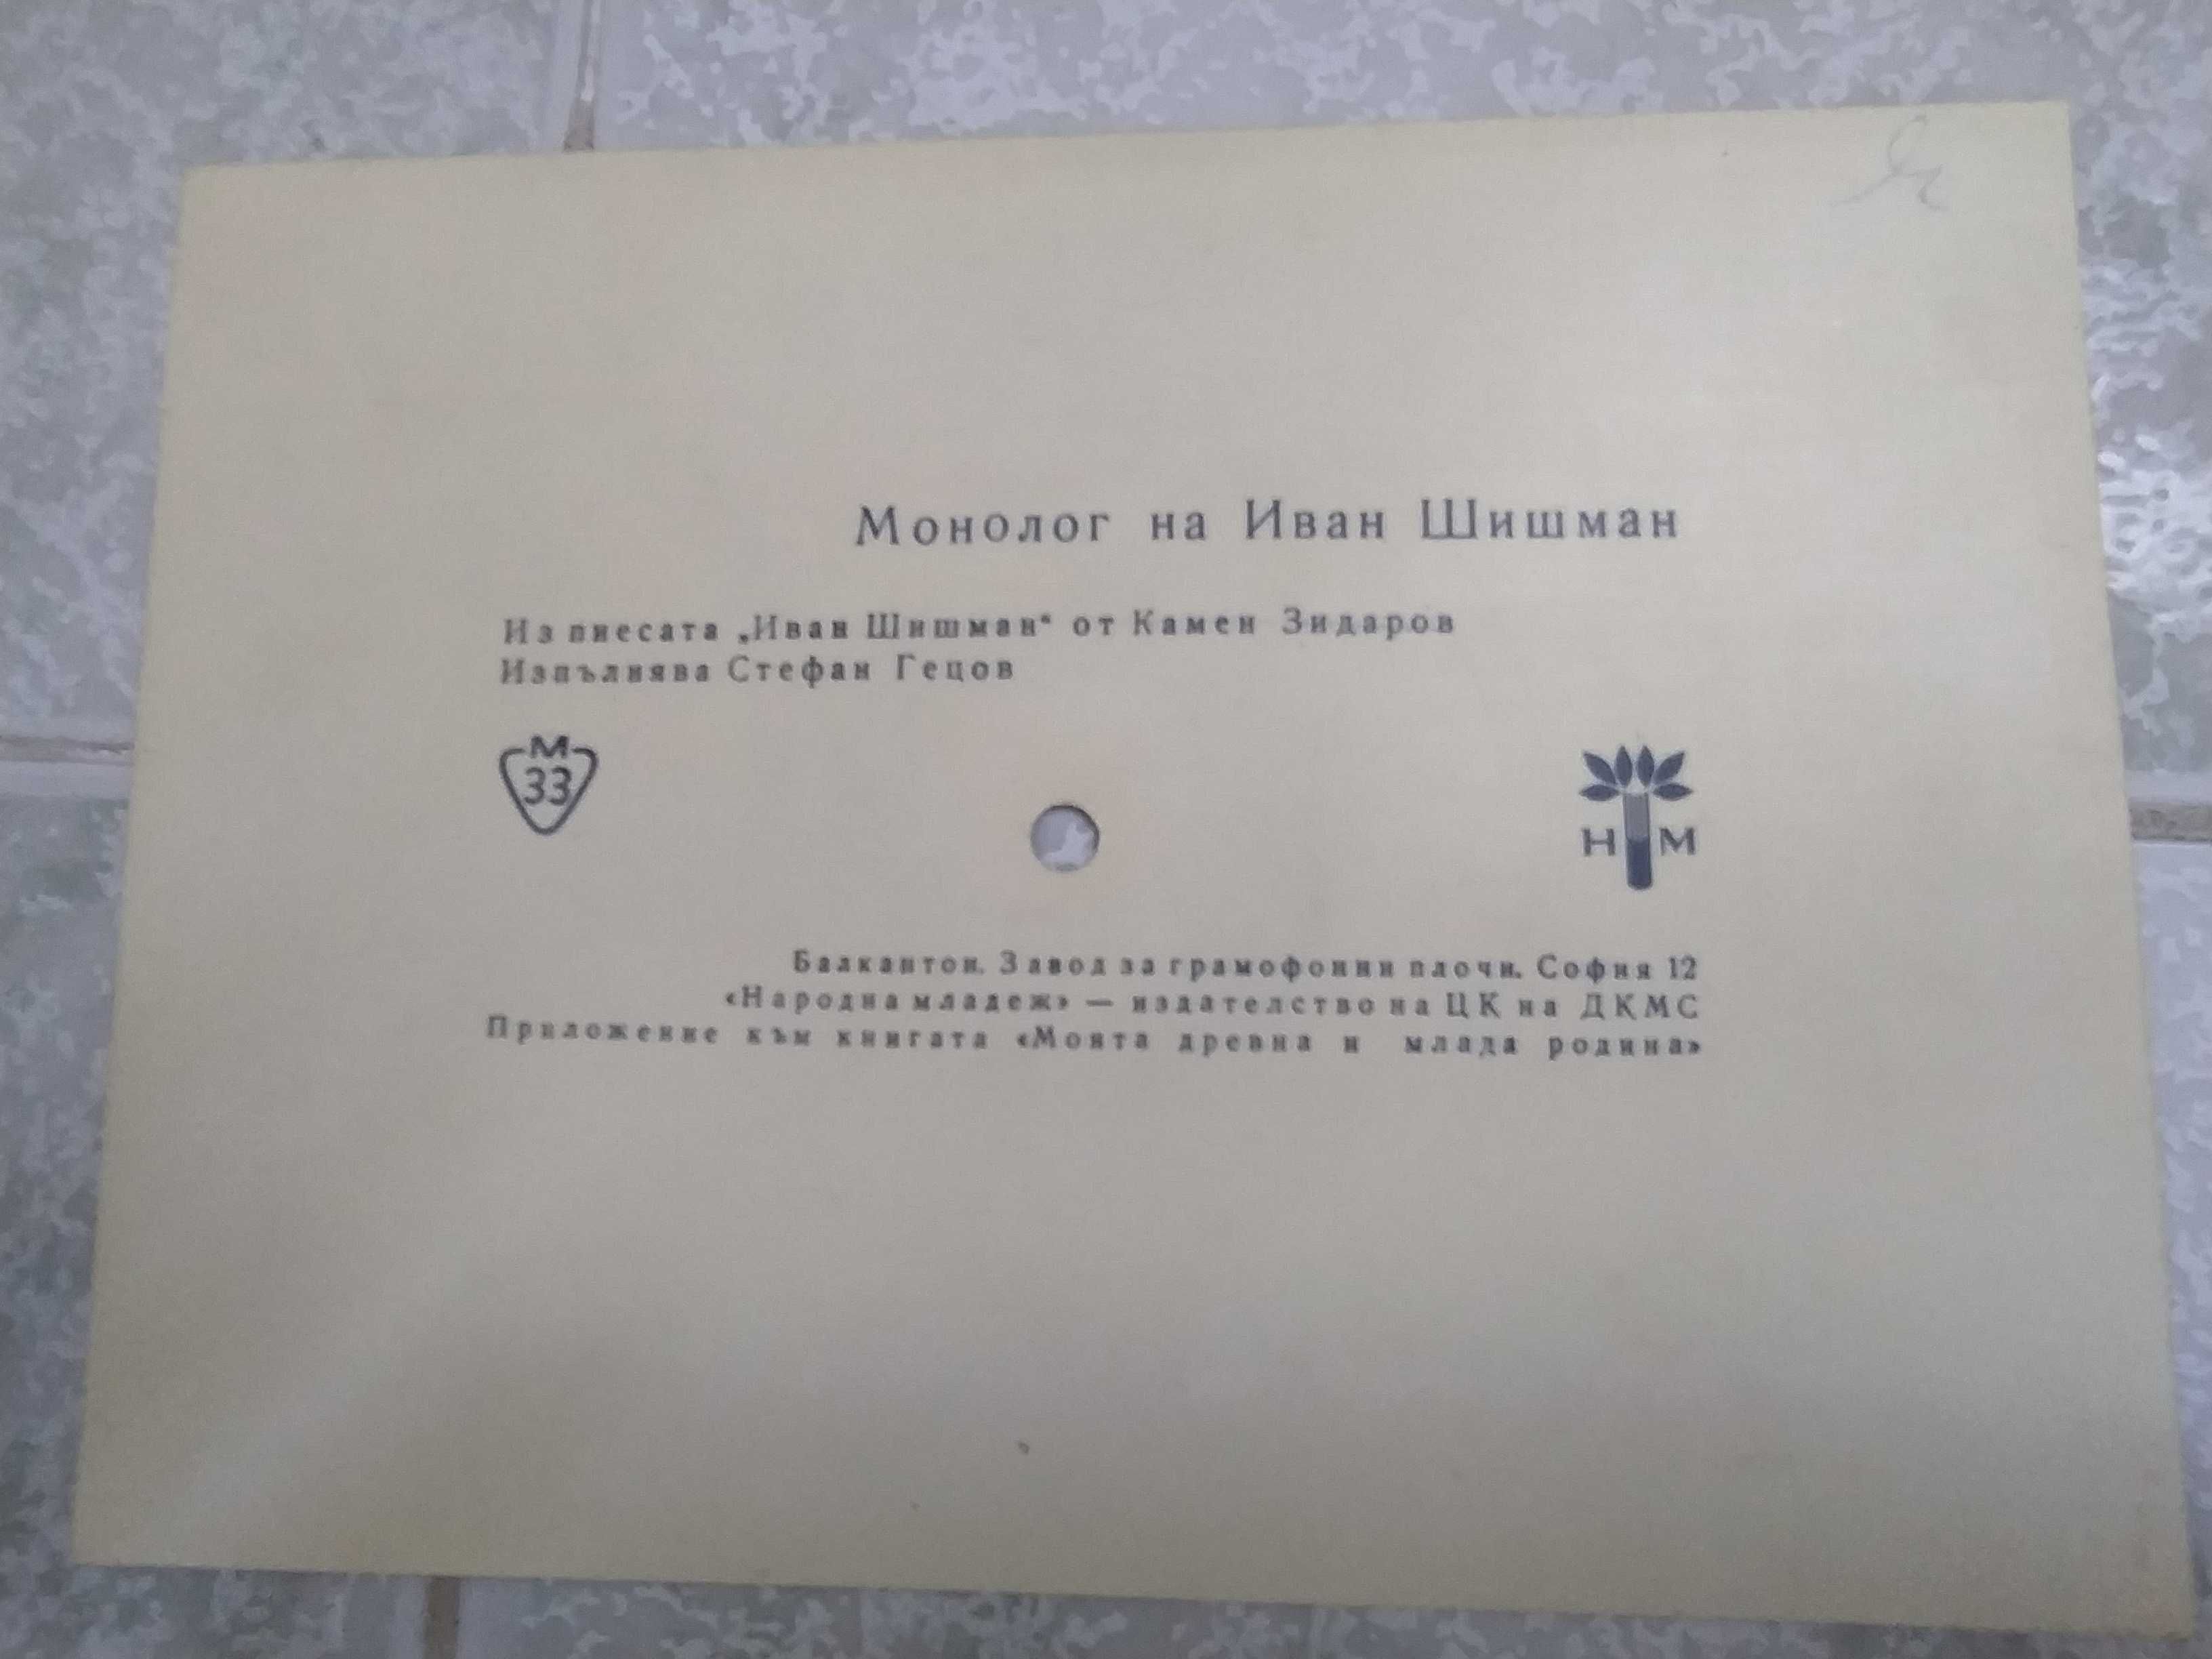 Монолог на Иван Шишман
Из пиесата „Иван Шишман“ от Камен Зидаров
Изпълнява Стефан Гецов
М
33
Н М
Балкантон. Завод за грамофонни плочи. София 12
«Народна младеж» — издателство на ЦК на ДКМС
Приложение към книгата «Моята древна и млада родина»